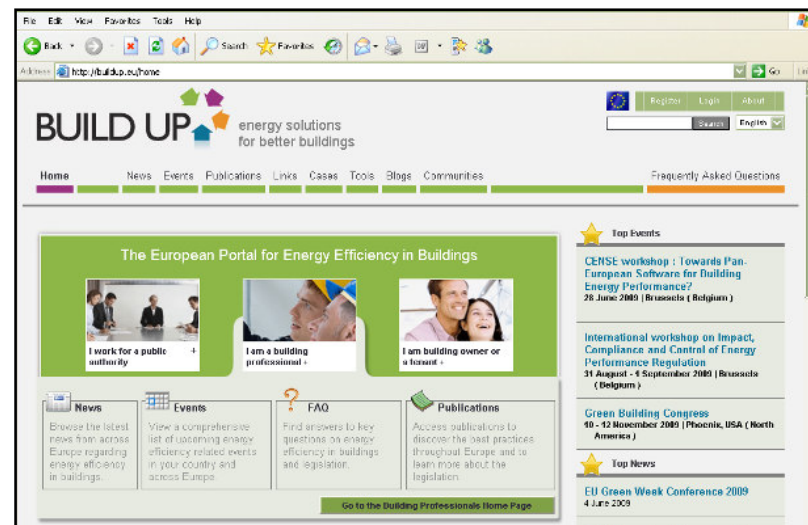 File Edit View Favorites Tools Help
Back Search Favorites
Address http://buildup.eu/home Go
Register Login About
BUILD UP
energy solutions
for better buildings
Search English
Home News Events Publications Links Cases Tools Blogs Communities Frequently Asked Questions
The European Portal for Energy Efficiency in Buildings
I work for a public +
authority
I am a building
professional +
I am building owner or
a tenant +
News
Browse the latest
news from across
Europe regarding
energy efficiency
in buildings.
Events
View a comprehensive
list of upcoming energy
efficiency related events
in your country and
across Europe.
FAQ
Find answers to key
questions on energy
efficiency in buildings
and legislation.
Publications
Access publications to
discover the best practices
throughout Europe and to
learn more about the
legislation.
Go to the Building Professionals Home Page
Top Events
CENSE workshop : Towards Pan-
European Software for Building
Energy Performance?
28 June 2009 | Brussels ( Belgium )
International workshop on Impact,
Compliance and Control of Energy
Performance Regulation
31 August - 1 September 2009 | Brussels
( Belgium )
Green Building Congress
10 - 12 November 2009 | Phoenix, USA ( North
America )
Top News
EU Green Week Conference 2009
4 June 2009